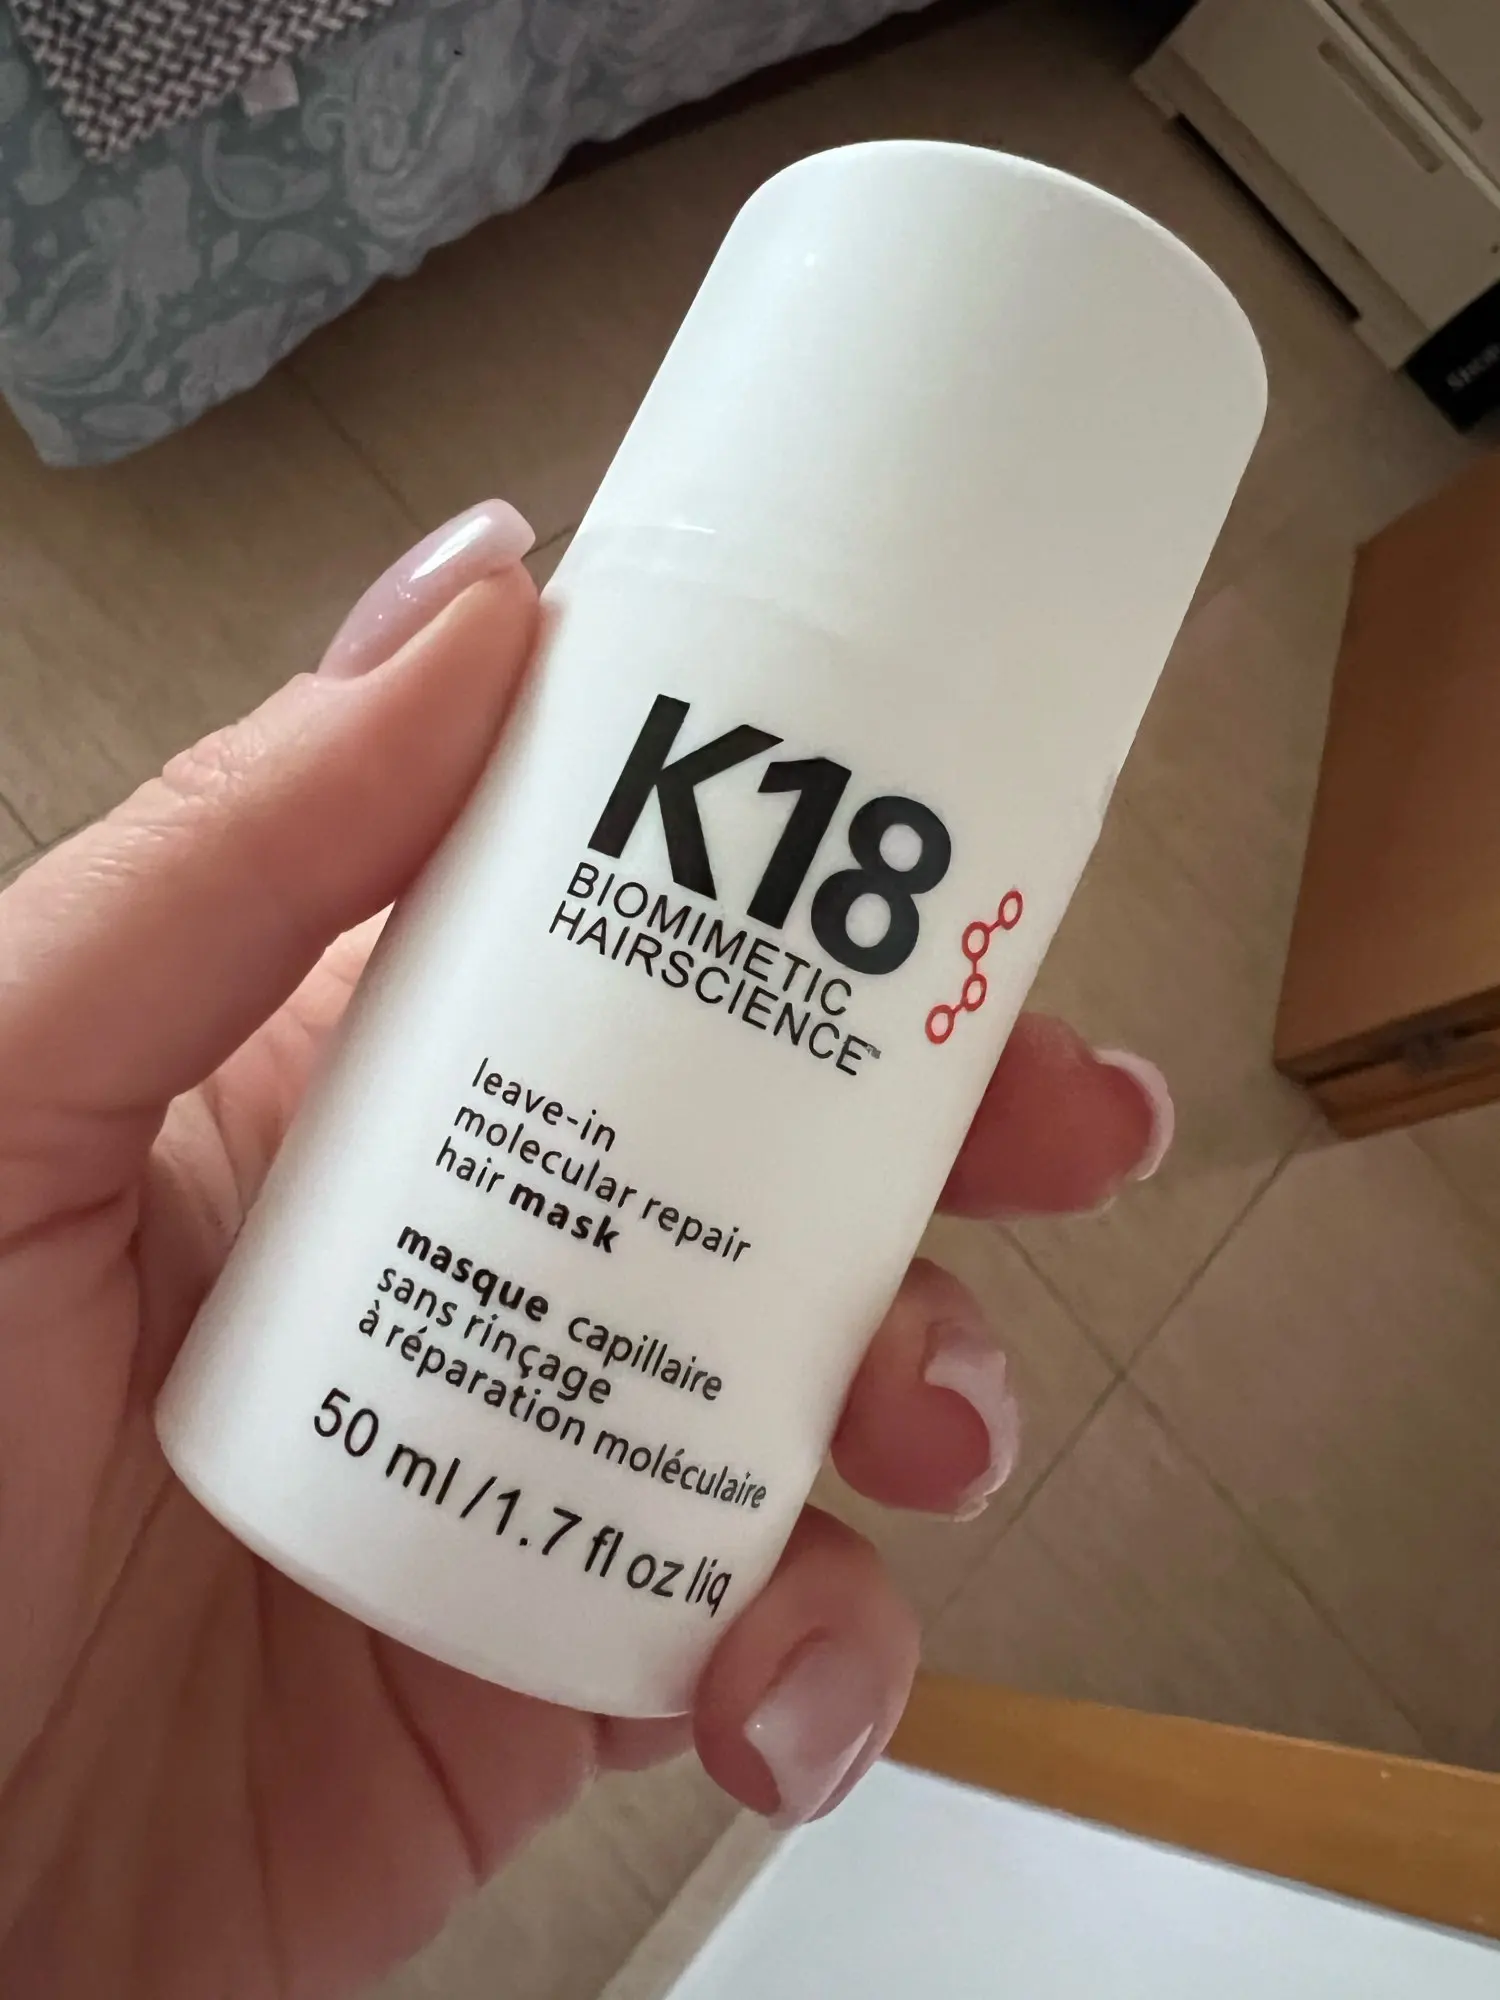 K18
BIOMIMETIC
HAIRSCIENCE™
leave-in
molecular repair
hair mask
masque capillaire
sans rinçage
à réparation moléculaire
50 ml / 1.7 fl oz liq